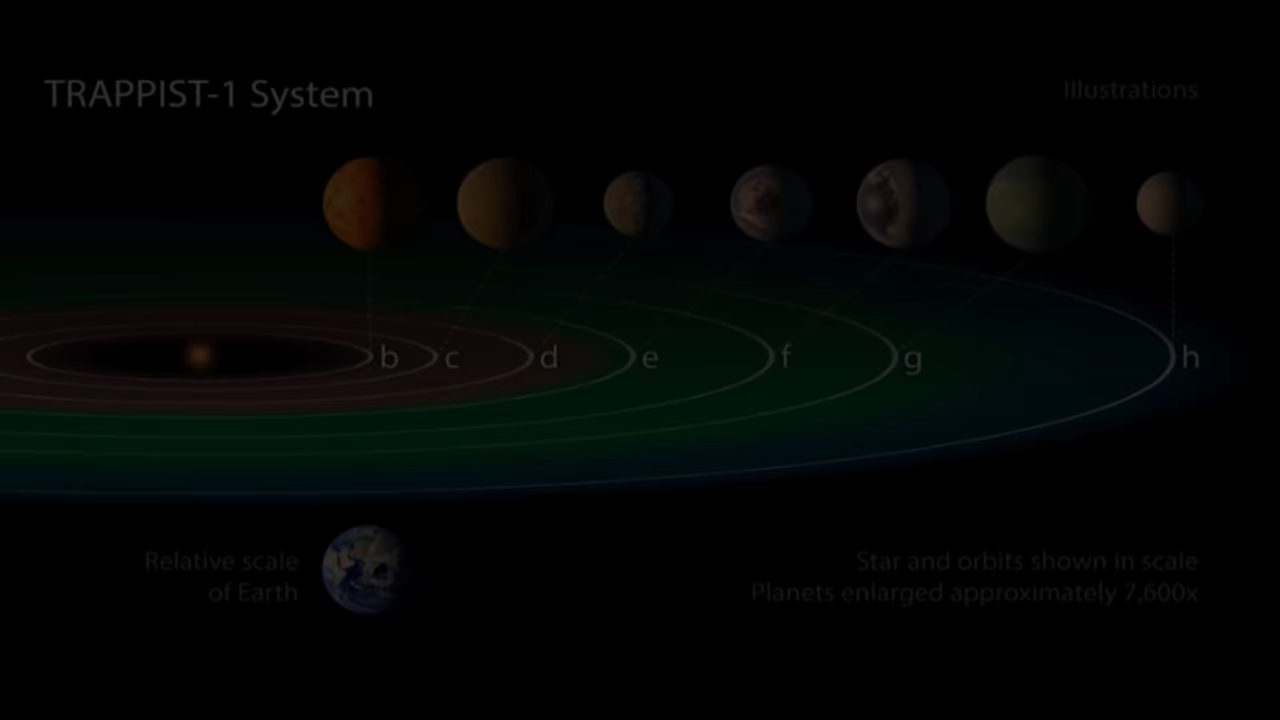 TRAPPIST-1 System
Illustrations
b
c
d
e
f
g
h
Relative scale
of Earth
Star and orbits shown in scale
Planets enlarged approximately 7,600x